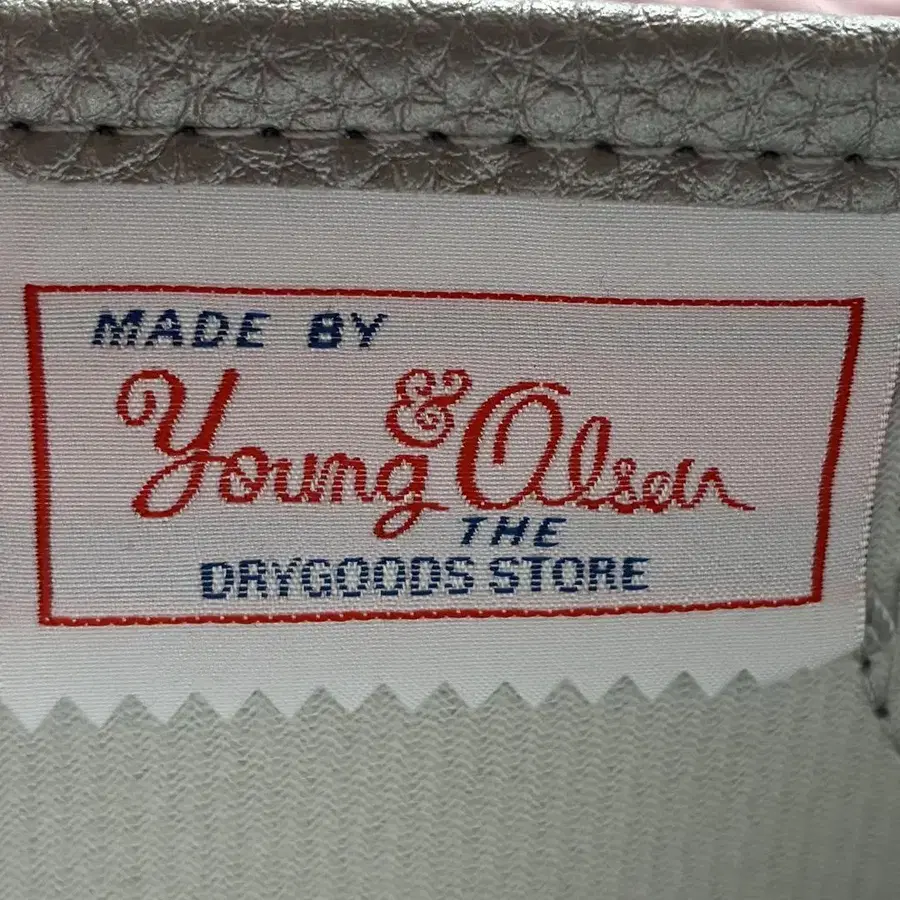 MADE BY
Young & Olsen
THE
DRYGOODS STORE